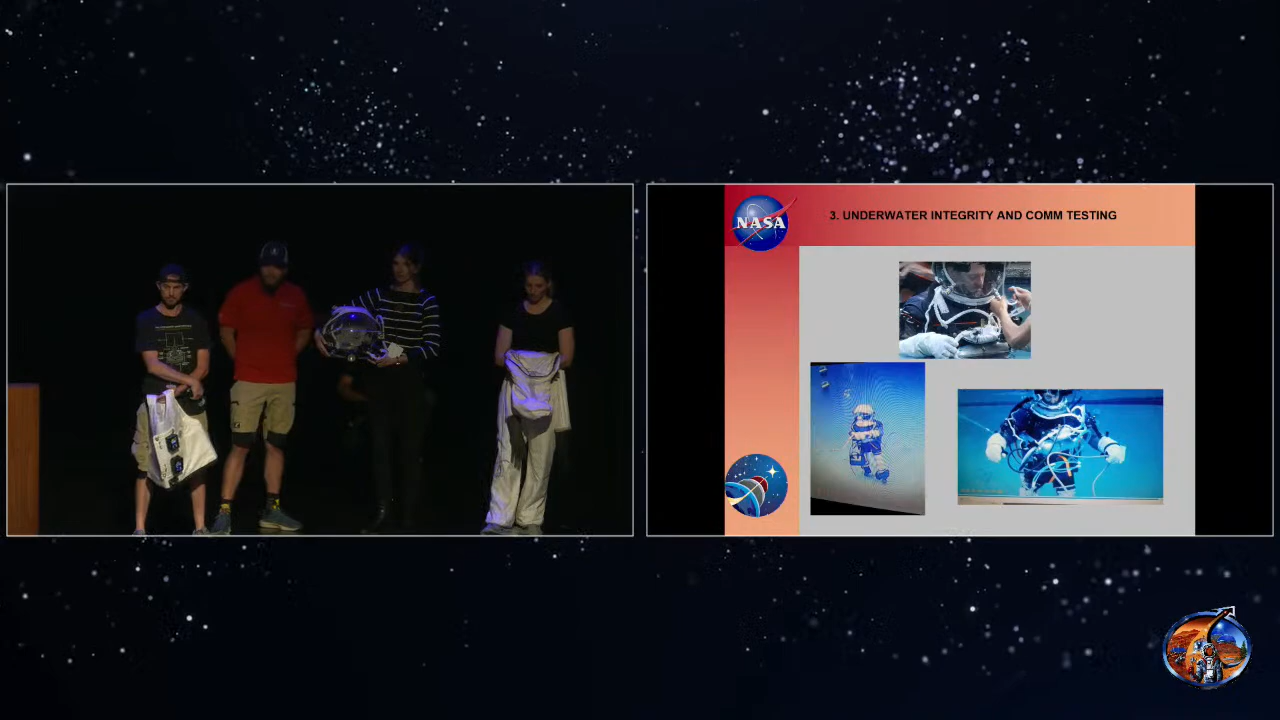 NASA
3. UNDERWATER INTEGRITY AND COMM TESTING